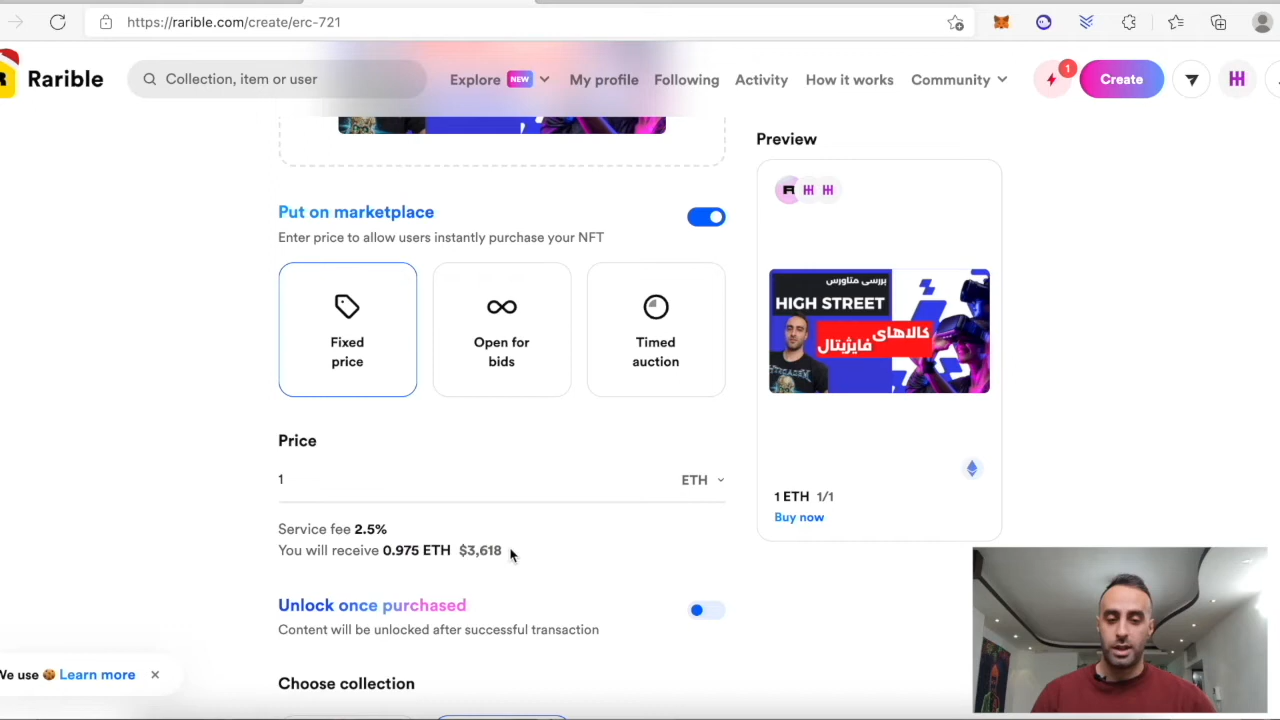 https://rarible.com/create/erc-721
Rarible
Collection, item or user
Explore NEW
My profile
Following
Activity
How it works
Community
1
Create
Preview
Put on marketplace
Enter price to allow users instantly purchase your NFT
Fixed
price
Open for
bids
Timed
auction
بررسی متاورس
HIGH STREET
کالاهای
فایژیتال
Price
1
ETH
1 ETH 1/1
Buy now
Service fee 2.5%
You will receive 0.975 ETH $3,618
Unlock once purchased
Content will be unlocked after successful transaction
We use 🍪 Learn more ×
Choose collection